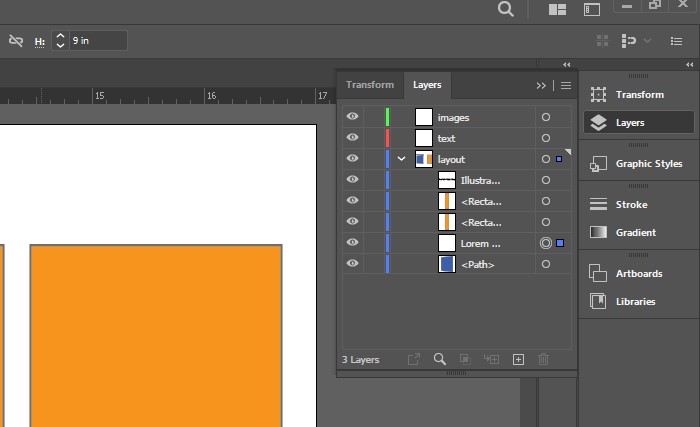 H: 9 in
15 16 17
Transform Layers
images
text
layout
Illustra...
<Recta...
<Recta...
Lorem ...
<Path>
3 Layers
Transform
Layers
Graphic Styles
Stroke
Gradient
Artboards
Libraries